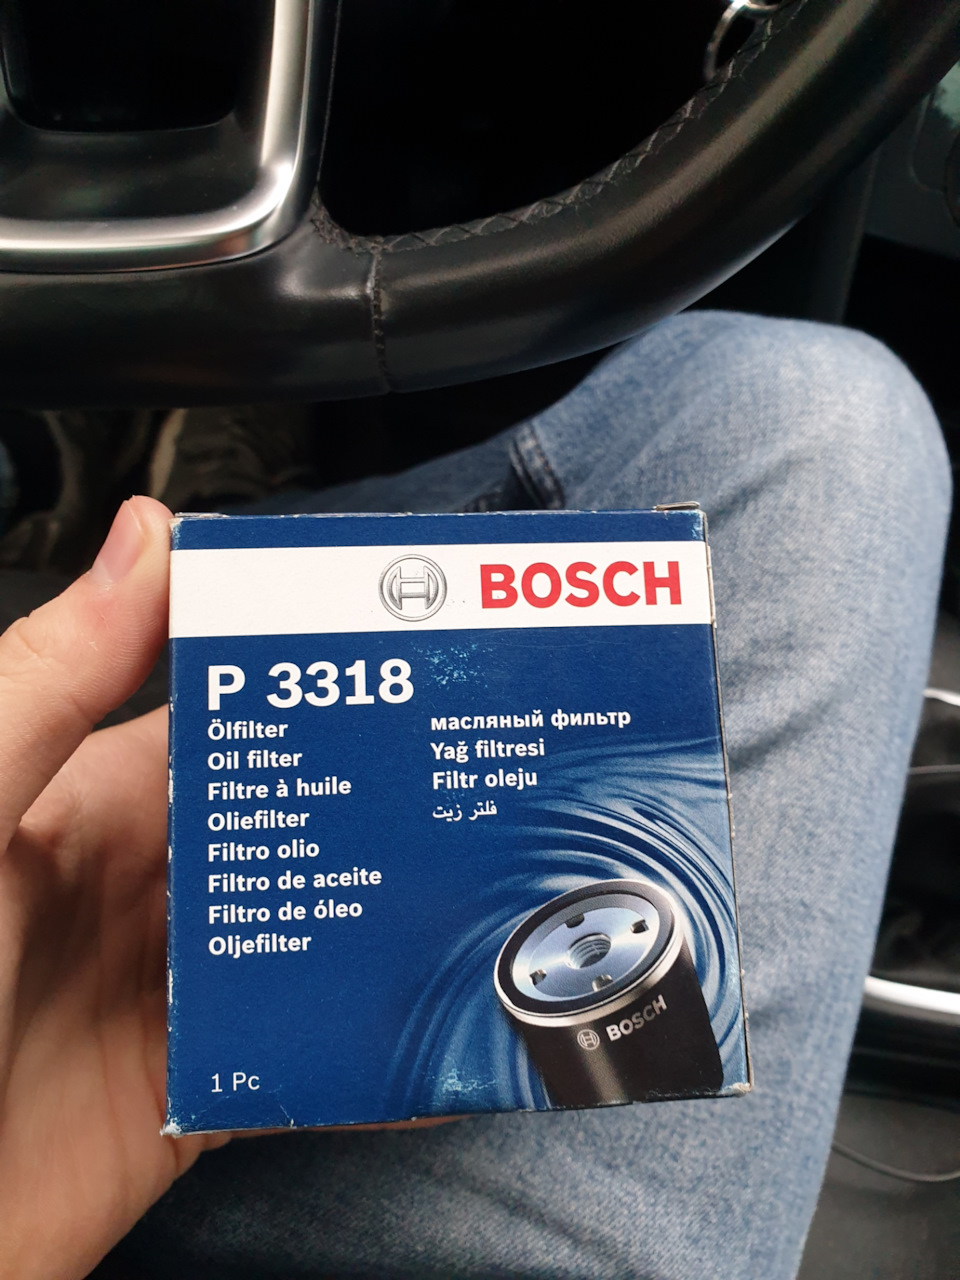 BOSCH
P 3318
Ölfilter
Oil filter
Filtre à huile
Oliefilter
Filtro olio
Filtro de aceite
Filtro de óleo
Oljefilter
масляный фильтр
Yağ filtresi
Filtr oleju
فلتر زيت
BOSCH
1 Pc